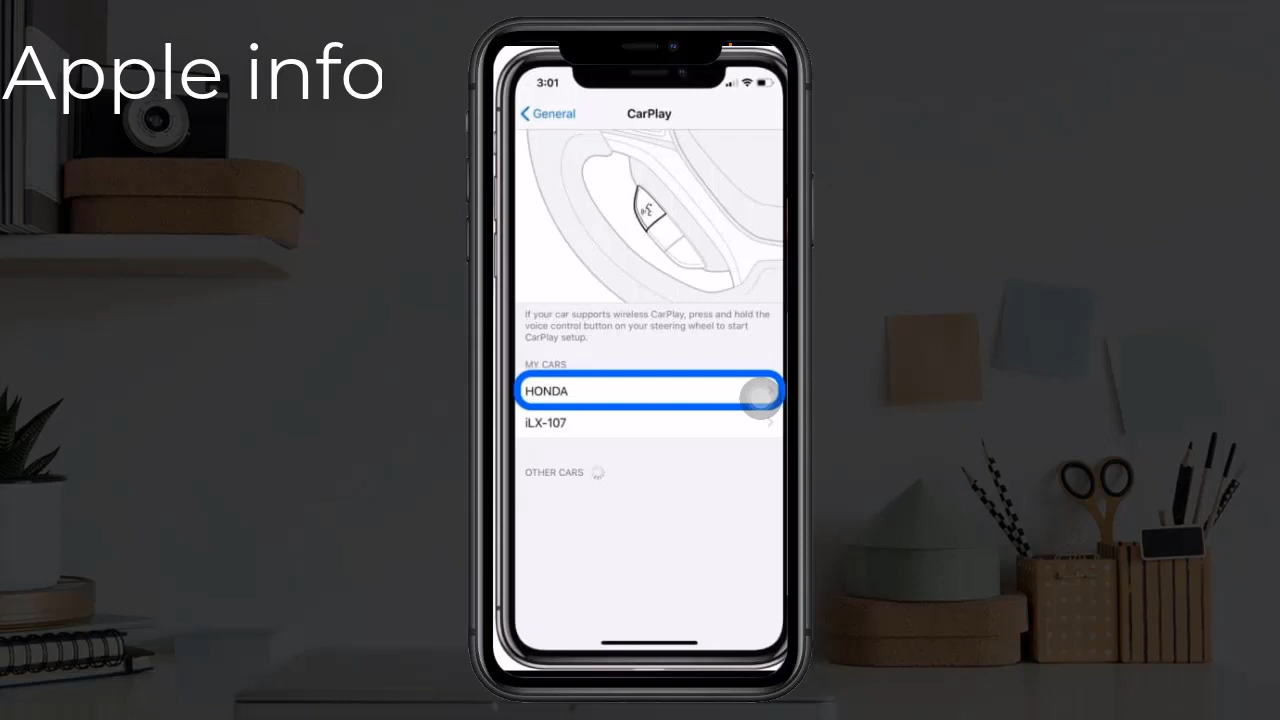 Apple info
3:01
General
CarPlay
If your car supports wireless CarPlay, press and hold the
voice control button on your steering wheel to start
CarPlay setup.
MY CARS
HONDA
iLX-107
OTHER CARS